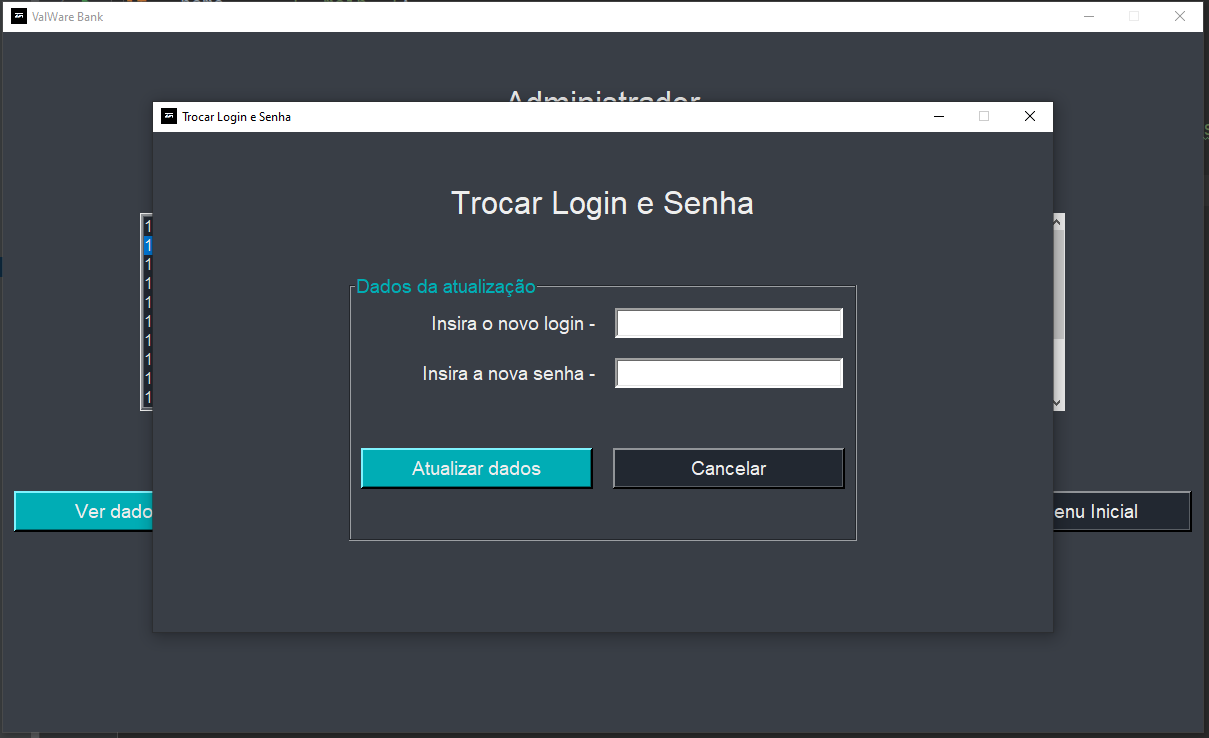 ValWare Bank
Administrador
Trocar Login e Senha
Trocar Login e Senha
1
1
1
1
1
1
1
1
1
1
Dados da atualização
Insira o novo login -
Insira a nova senha -
Atualizar dados
Cancelar
Ver dado
enu Inicial